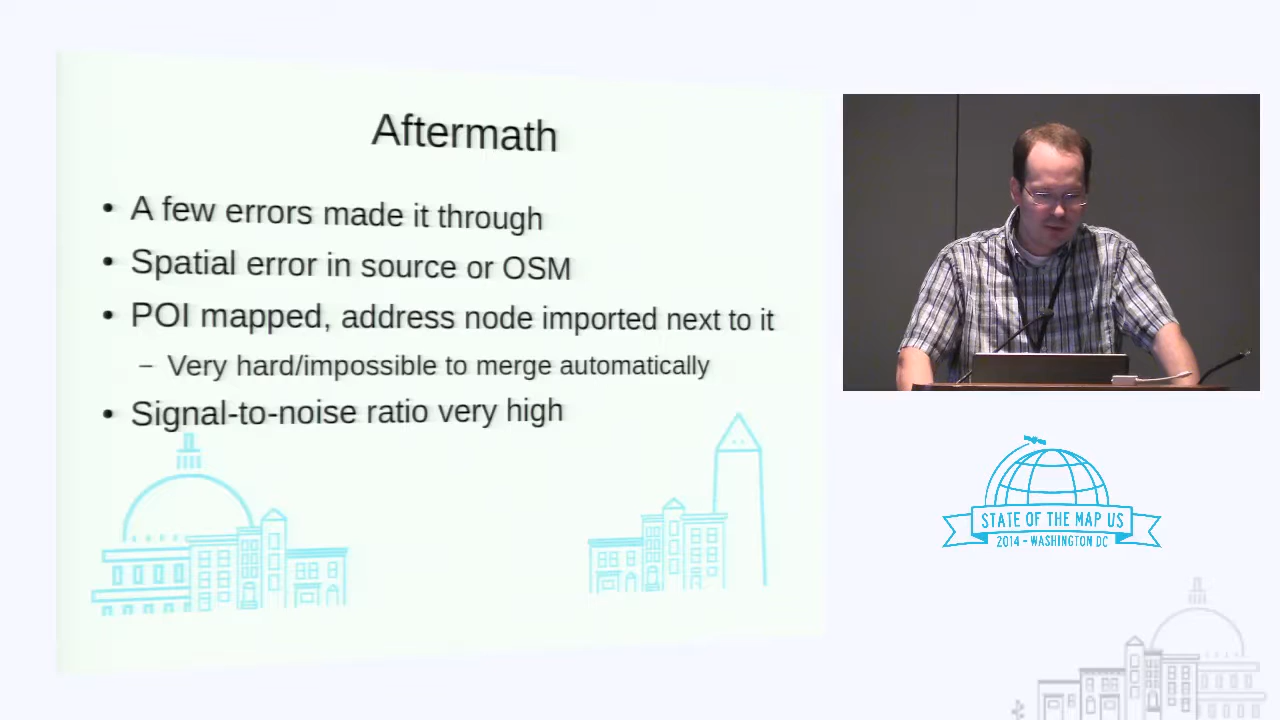 Aftermath
• A few errors made it through
• Spatial error in source or OSM
• POI mapped, address node imported next to it
– Very hard/impossible to merge automatically
• Signal-to-noise ratio very high
STATE OF THE MAP US
2014 - WASHINGTON DC